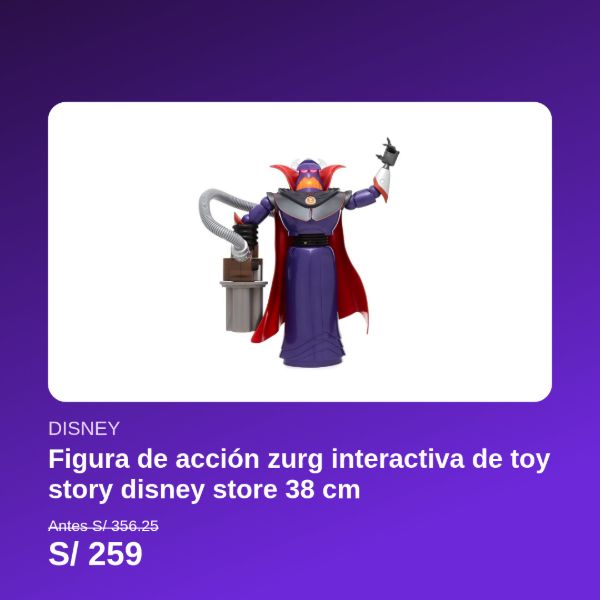 DISNEY
Figura de acción zurg interactiva de toy
story disney store 38 cm
Antes S/ 356.25
S/ 259